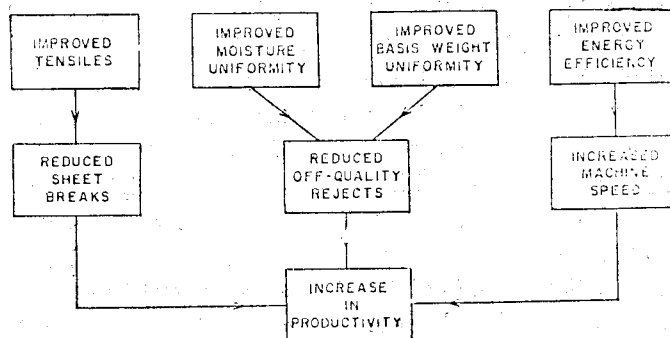 IMPROVED
TENSILES
IMPROVED
MOISTURE
UNIFORMITY
IMPROVED
BASIS WEIGHT
UNIFORMITY
IMPROVED
ENERGY
EFFICIENCY
REDUCED
SHEET
BREAKS
REDUCED
OFF-QUALITY
REJECTS
INCREASED
MACHINE
SPEED
INCREASE
IN
PRODUCTIVITY